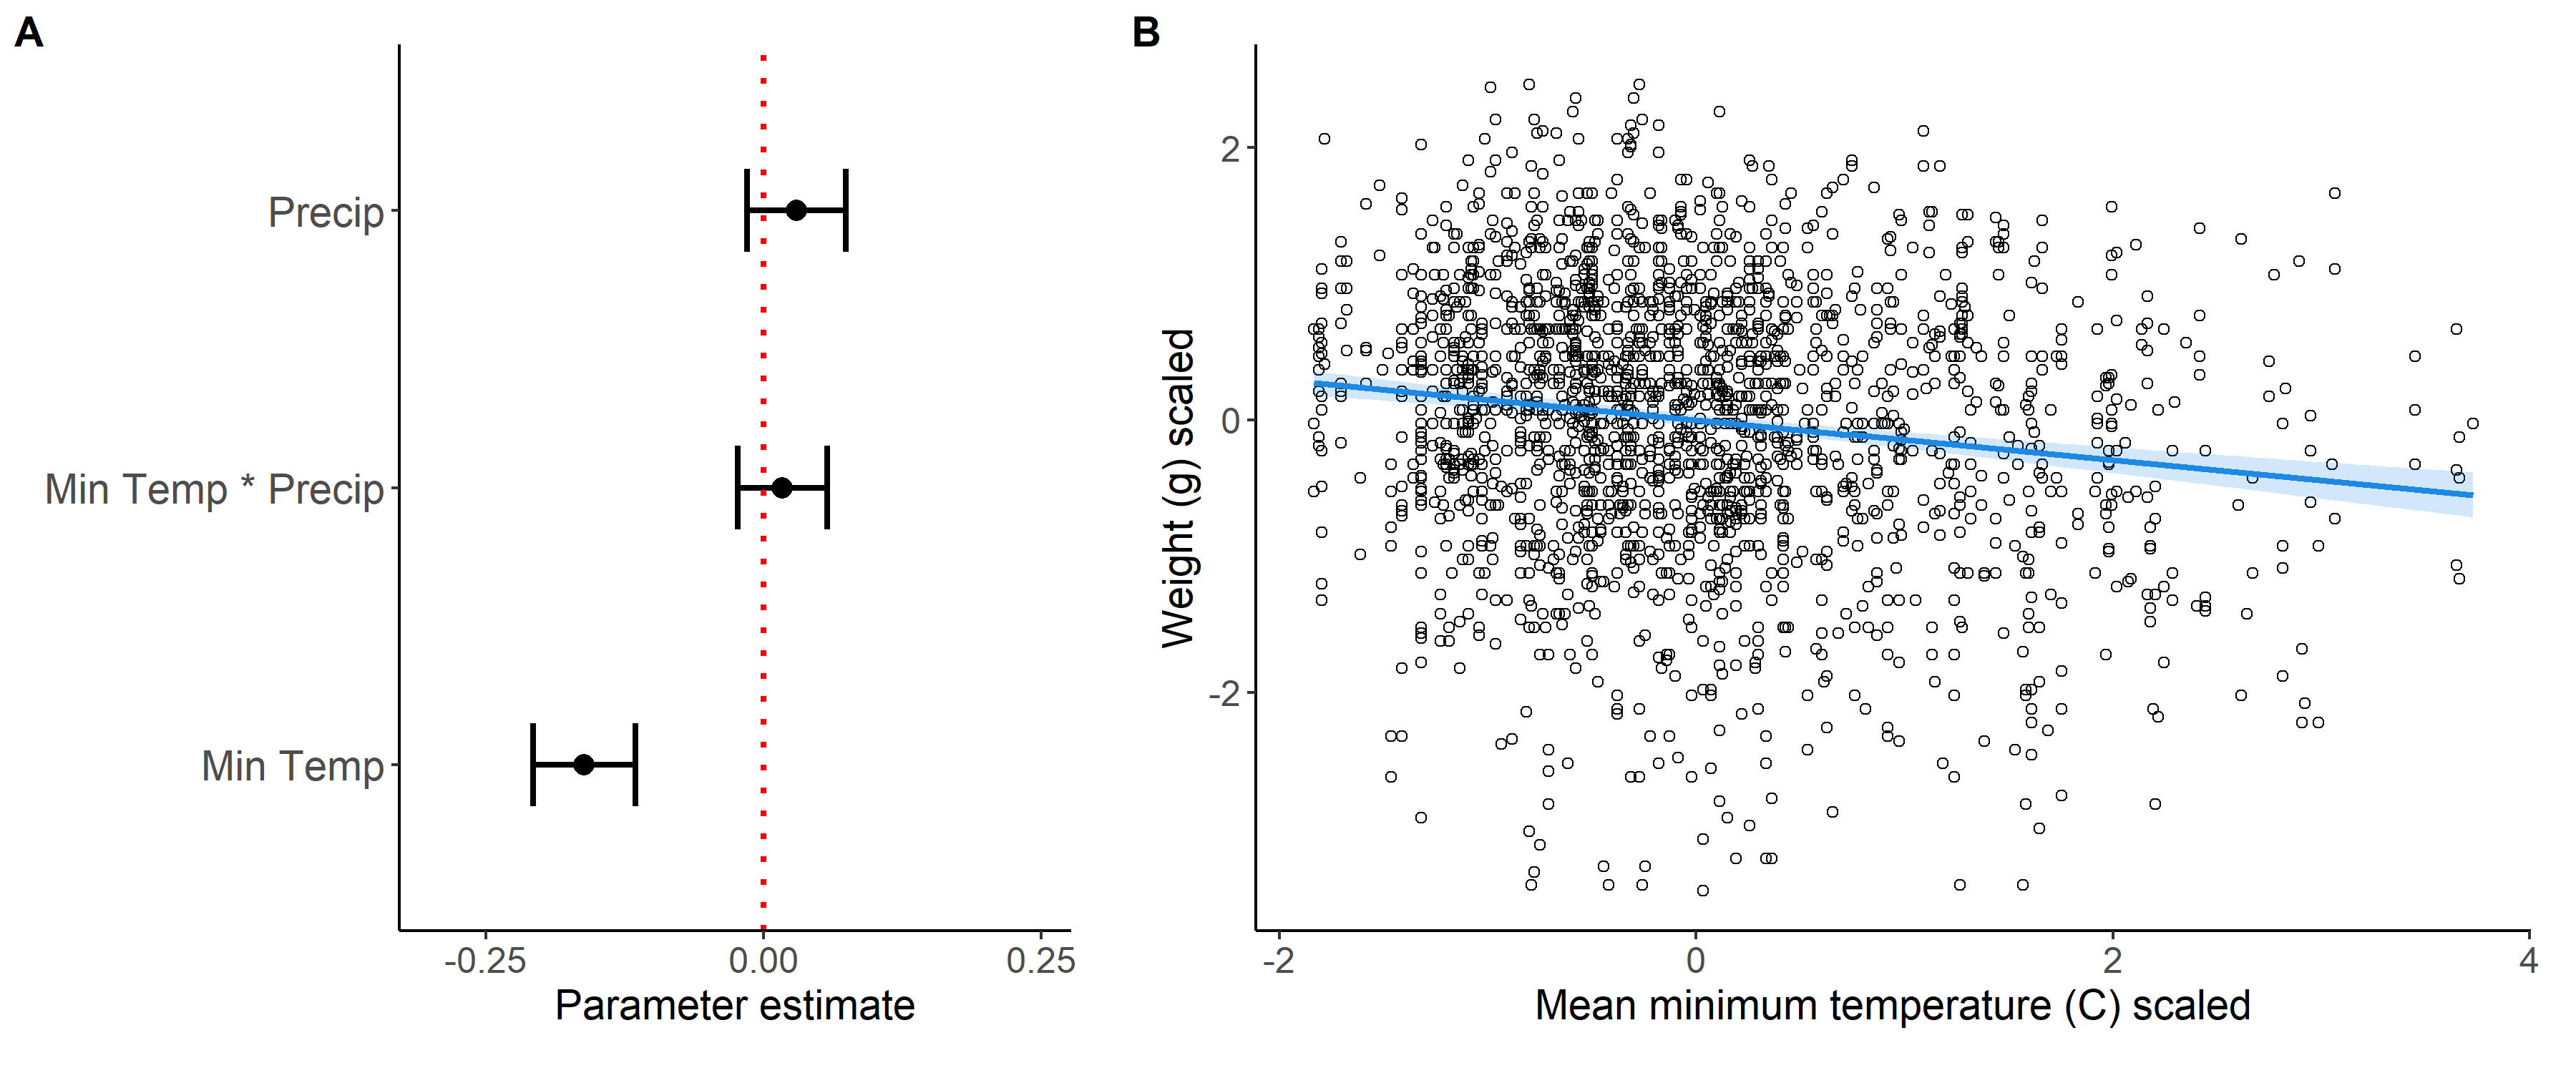 A
Precip
Min Temp * Precip
Min Temp
-0.25
0.00
0.25
Parameter estimate
B
Weight (g) scaled
2
0
-2
-2
0
2
4
Mean minimum temperature (C) scaled